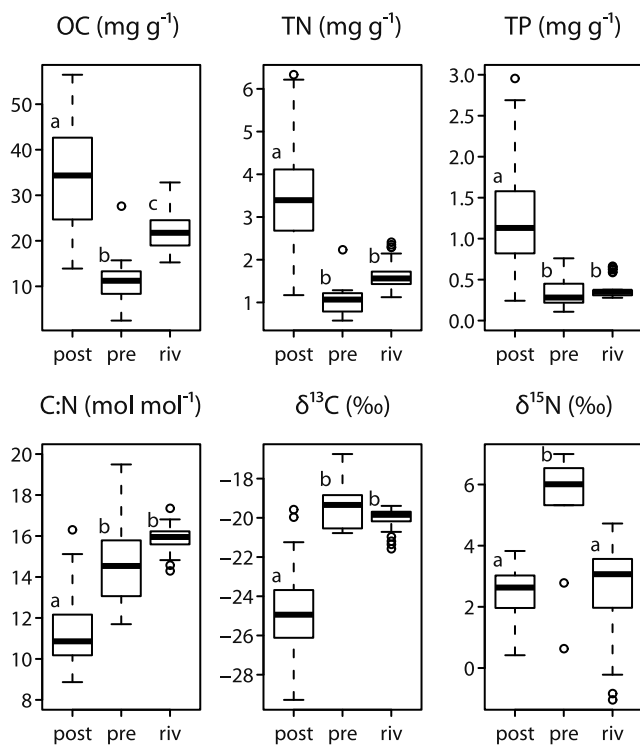 OC (mg g⁻¹) TN (mg g⁻¹) TP (mg g⁻¹)
50
40
30
20
10
a
b
c
post pre riv
6
5
4
3
2
1
a
b
b
post pre riv
3.0
2.5
2.0
1.5
1.0
0.5
0.0
a
b
b
post pre riv
C:N (mol mol⁻¹) δ¹³C (‰) δ¹⁵N (‰)
20
18
16
14
12
10
8
a
b
b
post pre riv
−18
−20
−22
−24
−26
−28
a
b
b
post pre riv
6
4
2
0
a
b
a
post pre riv